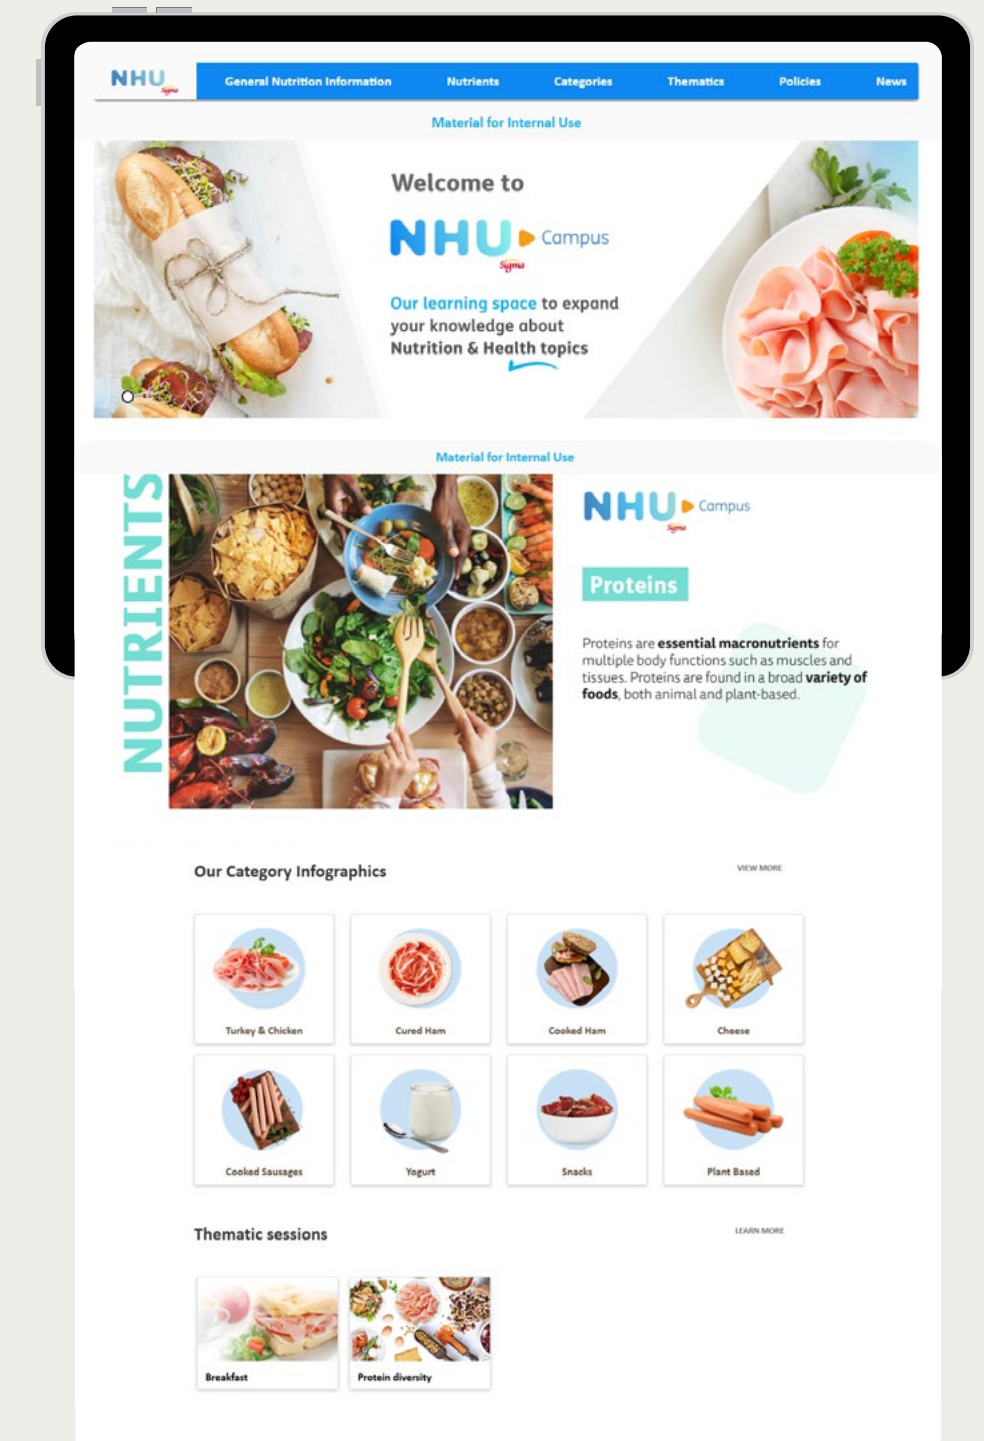 NHU
Sigma
General Nutrition Information Nutrients Categories Thematics Policies News
Material for Internal Use
Welcome to
NHU Campus
Sigma
Our learning space to expand
your knowledge about
Nutrition & Health topics
Material for Internal Use
NUTRIENTS
NHU Campus
Sigma
Proteins
Proteins are essential macronutrients for
multiple body functions such as muscles and
tissues. Proteins are found in a broad variety of
foods, both animal and plant-based.
Our Category Infographics VIEW MORE
Turkey & Chicken Cured Ham Cooked Ham Cheese
Cooked Sausages Yogurt Snacks Plant Based
Thematic sessions LEARN MORE
Breakfast Protein diversity